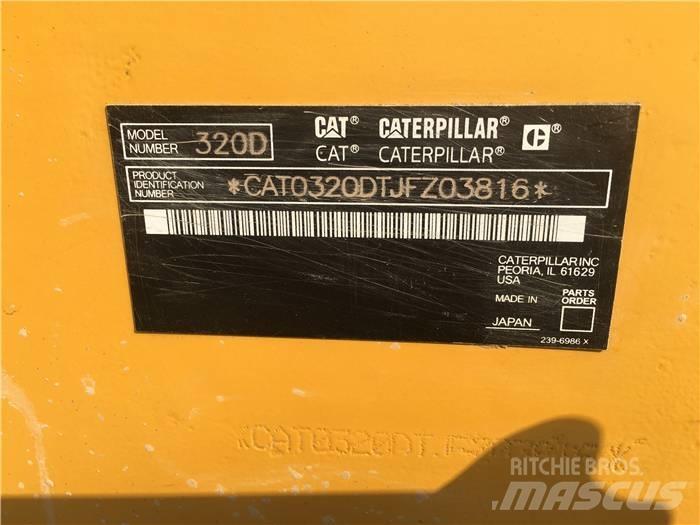 MODEL NUMBER 320D
CAT® CATERPILLAR® C®
CAT® CATERPILLAR®
PRODUCT IDENTIFICATION NUMBER *CAT0320DTJFZ03816*
CATERPILLAR INC
PEORIA, IL 61629
USA
MADE IN
JAPAN
PARTS ORDER
239-6986 X
*CAT0320DTJFZ
RITCHIE BROS.
MASCUS